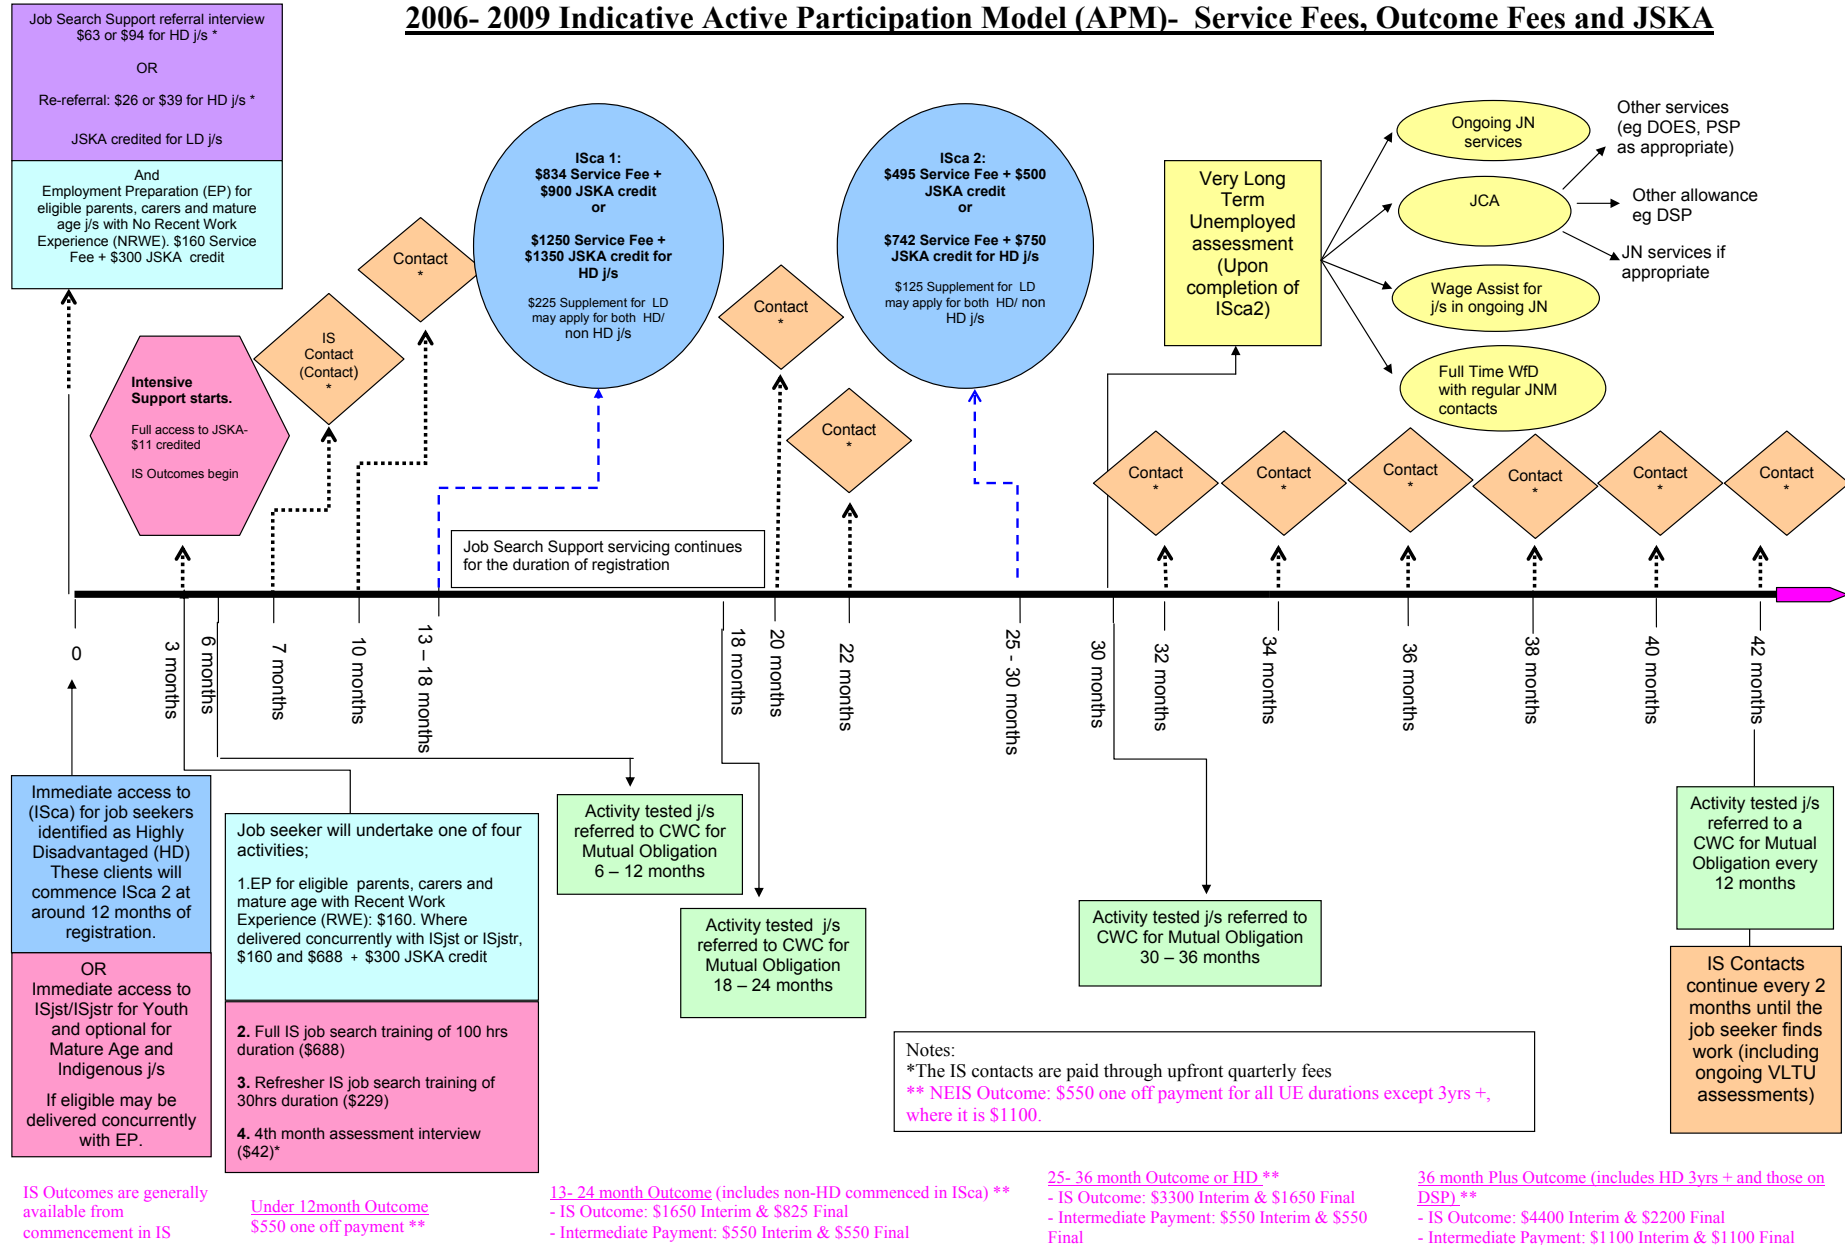 2006- 2009 Indicative Active Participation Model (APM)-  Service Fees, Outcome Fees and JSKA
Job Search Support referral interview
$63 or $94 for HD j/s *
OR
Re-referral: $26 or $39 for HD j/s *
JSKA credited for LD j/s
And
Employment Preparation (EP) for
eligible parents, carers and mature
age j/s with No Recent Work
Experience (NRWE). $160 Service
Fee + $300 JSKA  credit
Intensive
Support starts.
Full access to JSKA-
$11 credited
IS Outcomes begin
IS
Contact
(Contact)
*
Contact
*
ISca 1:
$834 Service Fee +
$900 JSKA credit
or
$1250 Service Fee +
$1350 JSKA credit for
HD j/s
$225 Supplement for  LD
may apply for both  HD/
non HD j/s
Contact
*
Contact
*
ISca 2:
$495 Service Fee + $500
JSKA credit
or
$742 Service Fee + $750
JSKA credit for HD j/s
$125 Supplement for  LD
may apply for both  HD/ non
HD j/s
Very Long
Term
Unemployed
assessment
(Upon
completion of
ISca2)
Ongoing JN
services
JCA
Wage Assist for
j/s in ongoing JN
Full Time WfD
with regular JNM
contacts
Other services
(eg DOES, PSP
as appropriate)
Other allowance
eg DSP
JN services if
appropriate
Contact
*
Contact
*
Contact
*
Contact
*
Contact
*
Contact
*
Job Search Support servicing continues
for the duration of registration
0
3 months
6 months
7 months
10 months
13 – 18 months
18 months
20 months
22 months
25 - 30 months
30 months
32 months
34 months
36 months
38 months
40 months
42 months
Immediate access to
(ISca) for job seekers
identified as Highly
Disadvantaged (HD)
These clients will
commence ISca 2 at
around 12 months of
registration.
OR
Immediate access to
ISjst/ISjstr for Youth
and optional for
Mature Age and
Indigenous j/s
If eligible may be
delivered concurrently
with EP.
Job seeker will undertake one of four
activities;
1.EP for eligible  parents, carers and
mature age with Recent Work
Experience (RWE): $160. Where
delivered concurrently with ISjst or ISjstr,
$160 and $688  +  $300 JSKA credit
2. Full IS job search training of 100 hrs
duration ($688)
3. Refresher IS job search training of
30hrs duration ($229)
4. 4th month assessment interview
($42)*
Activity tested j/s
referred to CWC for
Mutual Obligation
6 – 12 months
Activity tested  j/s
referred to CWC for
Mutual Obligation
18 – 24 months
Activity tested j/s referred to
CWC for Mutual Obligation
30 – 36 months
Activity tested j/s
referred to a
CWC for Mutual
Obligation every
12 months
IS Contacts
continue every 2
months until the
job seeker finds
work (including
ongoing VLTU
assessments)
Notes:
*The IS contacts are paid through upfront quarterly fees
** NEIS Outcome: $550 one off payment for all UE durations except 3yrs +,
where it is $1100.
IS Outcomes are generally
available from
commencement in IS
Under 12month Outcome
$550 one off payment **
13- 24 month Outcome (includes non-HD commenced in ISca) **
- IS Outcome: $1650 Interim & $825 Final
- Intermediate Payment: $550 Interim & $550 Final
25- 36 month Outcome or HD **
- IS Outcome: $3300 Interim & $1650 Final
- Intermediate Payment: $550 Interim & $550
Final
36 month Plus Outcome (includes HD 3yrs + and those on
DSP) **
- IS Outcome: $4400 Interim & $2200 Final
- Intermediate Payment: $1100 Interim & $1100 Final